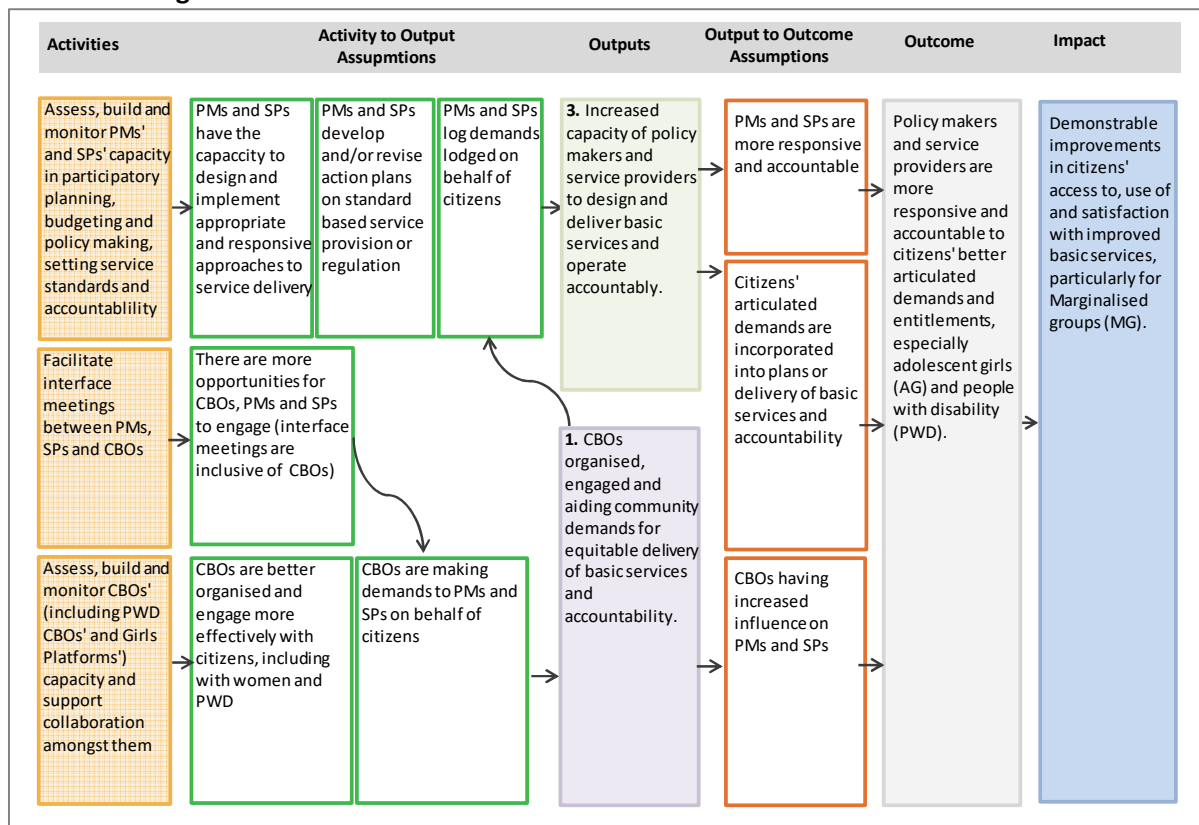 Activities
Activity to Output
Assupmtions
Outputs
Output to Outcome
Assumptions
Outcome
Impact
Assess, build and
monitor PMs'
and SPs' capacity
in participatory
planning,
budgeting and
policy making,
setting service
standards and
accountablility
PMs and SPs
have the
capaccity to
design and
implement
appropriate
and responsive
approaches to
service delivery
PMs and SPs
develop
and/or revise
action plans
on standard
based service
provision or
regulation
PMs and SPs
log demands
lodged on
behalf of
citizens
3. Increased
capacity of policy
makers and
service providers
to design and
deliver basic
services and
operate
accountably.
PMs and SPs are
more responsive
and accountable
Citizens'
articulated
demands are
incorporated
into plans or
delivery of basic
services and
accountability
Policy makers
and service
providers are
more
responsive and
accountable to
citizens' better
articulated
demands and
entitlements,
especially
adolescent girls
(AG) and people
with disability
(PWD).
Demonstrable
improvements
in citizens'
access to, use of
and satisfaction
with improved
basic services,
particularly for
Marginalised
groups (MG).
Facilitate
interface
meetings
between PMs,
SPs and CBOs
There are more
opportunities for
CBOs, PMs and SPs
to engage (interface
meetings are
inclusive of CBOs)
1. CBOs
organised,
engaged and
aiding community
demands for
equitable delivery
of basic services
and
accountability.
Assess, build and
monitor CBOs'
(including PWD
CBOs' and Girls
Platforms')
capacity and
support
collaboration
amongst them
CBOs are better
organised and
engage more
effectively with
citizens, including
with women and
PWD
CBOs are making
demands to PMs and
SPs on behalf of
citizens
CBOs having
increased
influence on
PMs and SPs